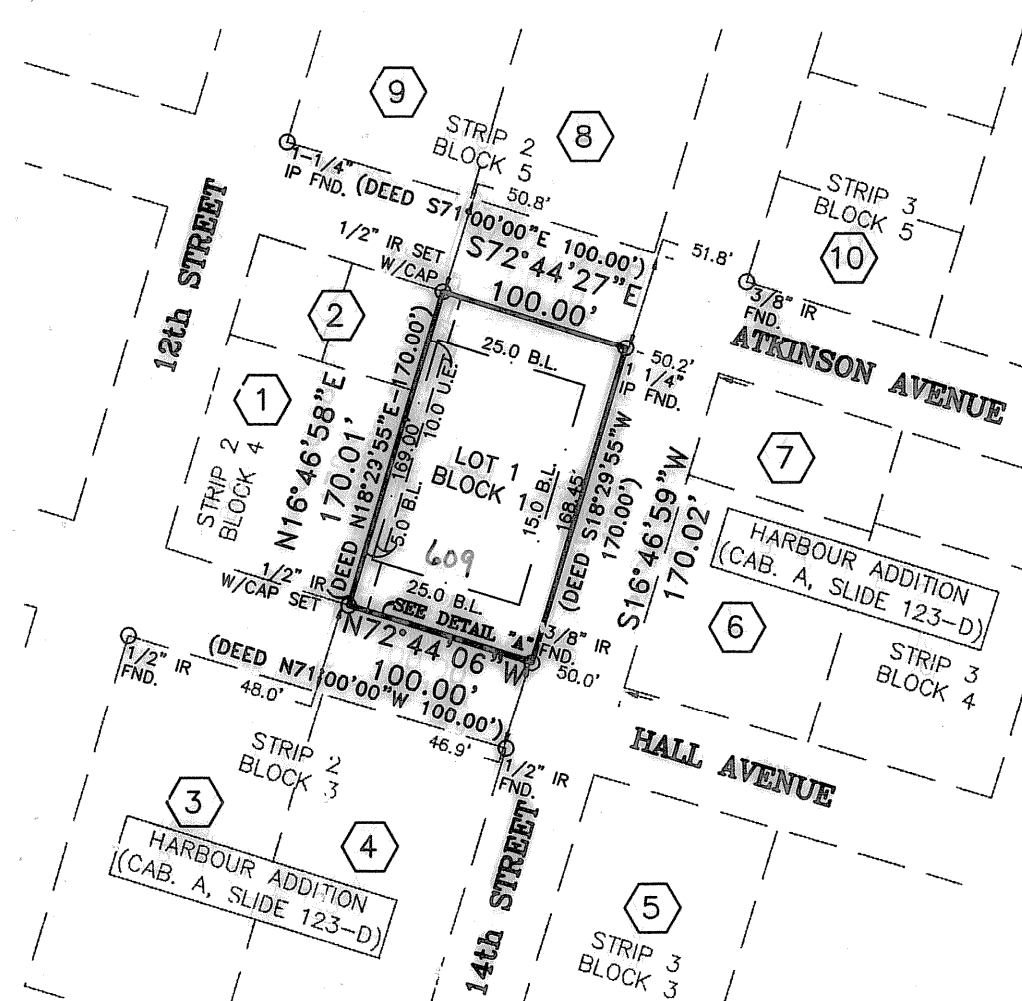 9
STRIP 2
BLOCK 5
8
1-1/4"
IP FND.
(DEED S71°00'00"E 100.00')
50.8'
STRIP 3
BLOCK 5
10
12th STREET
1/2" IR SET
W/CAP
S72°44'27"E
100.00'
51.8'
3/8" IR
FND.
ATKINSON AVENUE
2
25.0 B.L.
50.2'
1 1/4"
IP FND.
1
STRIP 2
BLOCK 4
N16°46'58"E
170.01'
(DEED N18°29'55"E-170.00')
169.00'
10.0 U.E.
5.0 B.L.
LOT 1
BLOCK 1
15.0 B.L.
168.45'
(DEED S18°29'55"W
170.00')
S16°46'59"W
170.02'
7
HARBOUR ADDITION
(CAB. A, SLIDE 123-D)
609
25.0 B.L.
1/2" IR
W/CAP SET
SEE DETAIL "A"
3/8" IR
FND.
50.0'
6
STRIP 3
BLOCK 4
1/2" IR
FND.
N72°44'06"W
100.00'
(DEED N71°00'00"W 100.00')
48.0'
46.9'
HALL AVENUE
STRIP 2
BLOCK 3
1/2" IR
FND.
3
4
HARBOUR ADDITION
(CAB. A, SLIDE 123-D)
14th STREET
5
STRIP 3
BLOCK 3